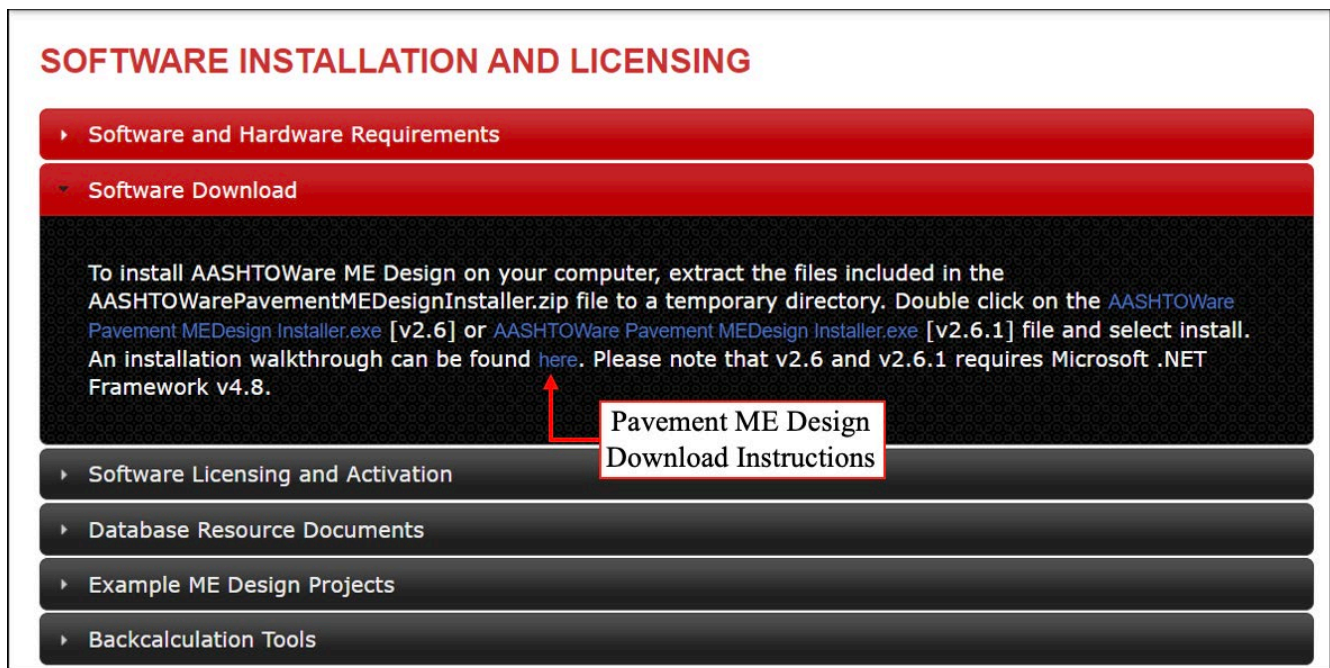 SOFTWARE INSTALLATION AND LICENSING
Software and Hardware Requirements
Software Download
To install AASHTOWare ME Design on your computer, extract the files included in the
AASHTOWarePavementMEDesignInstaller.zip file to a temporary directory. Double click on the AASHTOWare
Pavement MEDesign Installer.exe [v2.6] or AASHTOWare Pavement MEDesign Installer.exe [v2.6.1] file and select install.
An installation walkthrough can be found here. Please note that v2.6 and v2.6.1 requires Microsoft .NET
Framework v4.8.
Pavement ME Design
Download Instructions
Software Licensing and Activation
Database Resource Documents
Example ME Design Projects
Backcalculation Tools